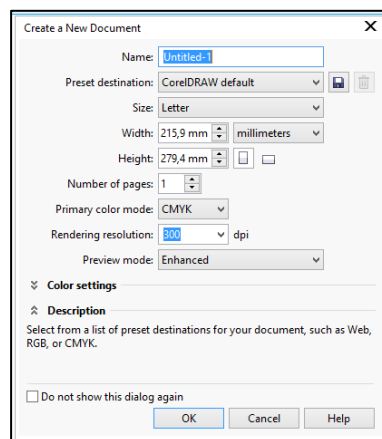 Create a New Document X
Name: Untitled-1
Preset destination: CorelDRAW default
Size: Letter
Width: 215,9 mm millimeters
Height: 279,4 mm
Number of pages: 1
Primary color mode: CMYK
Rendering resolution: 300 dpi
Preview mode: Enhanced
Color settings
Description
Select from a list of preset destinations for your document, such as Web,
RGB, or CMYK.
Do not show this dialog again
OK Cancel Help